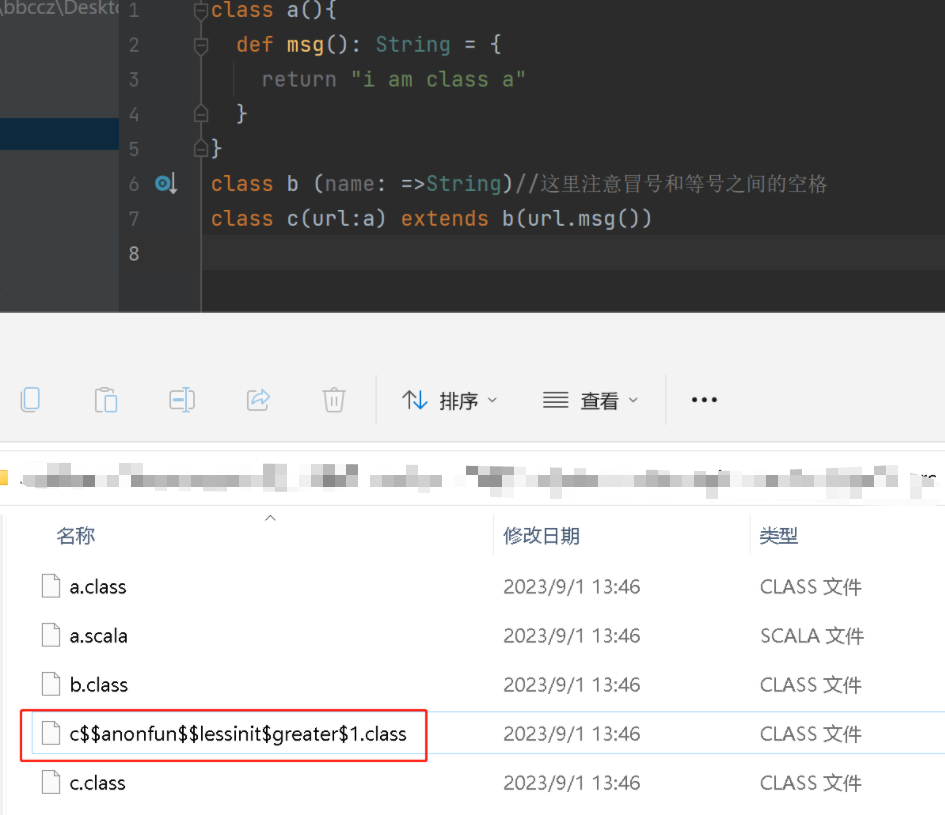 \bbccz\Deskto
1 class a(){
2 def msg(): String = {
3 return "i am class a"
4 }
5 }
6 class b (name: =>String)//这里注意冒号和等号之间的空格
7 class c(url:a) extends b(url.msg())
8
排序 查看
名称 修改日期 类型
a.class 2023/9/1 13:46 CLASS 文件
a.scala 2023/9/1 13:46 SCALA 文件
b.class 2023/9/1 13:46 CLASS 文件
c$$anonfun$$lessinit$greater$1.class 2023/9/1 13:46 CLASS 文件
c.class 2023/9/1 13:46 CLASS 文件